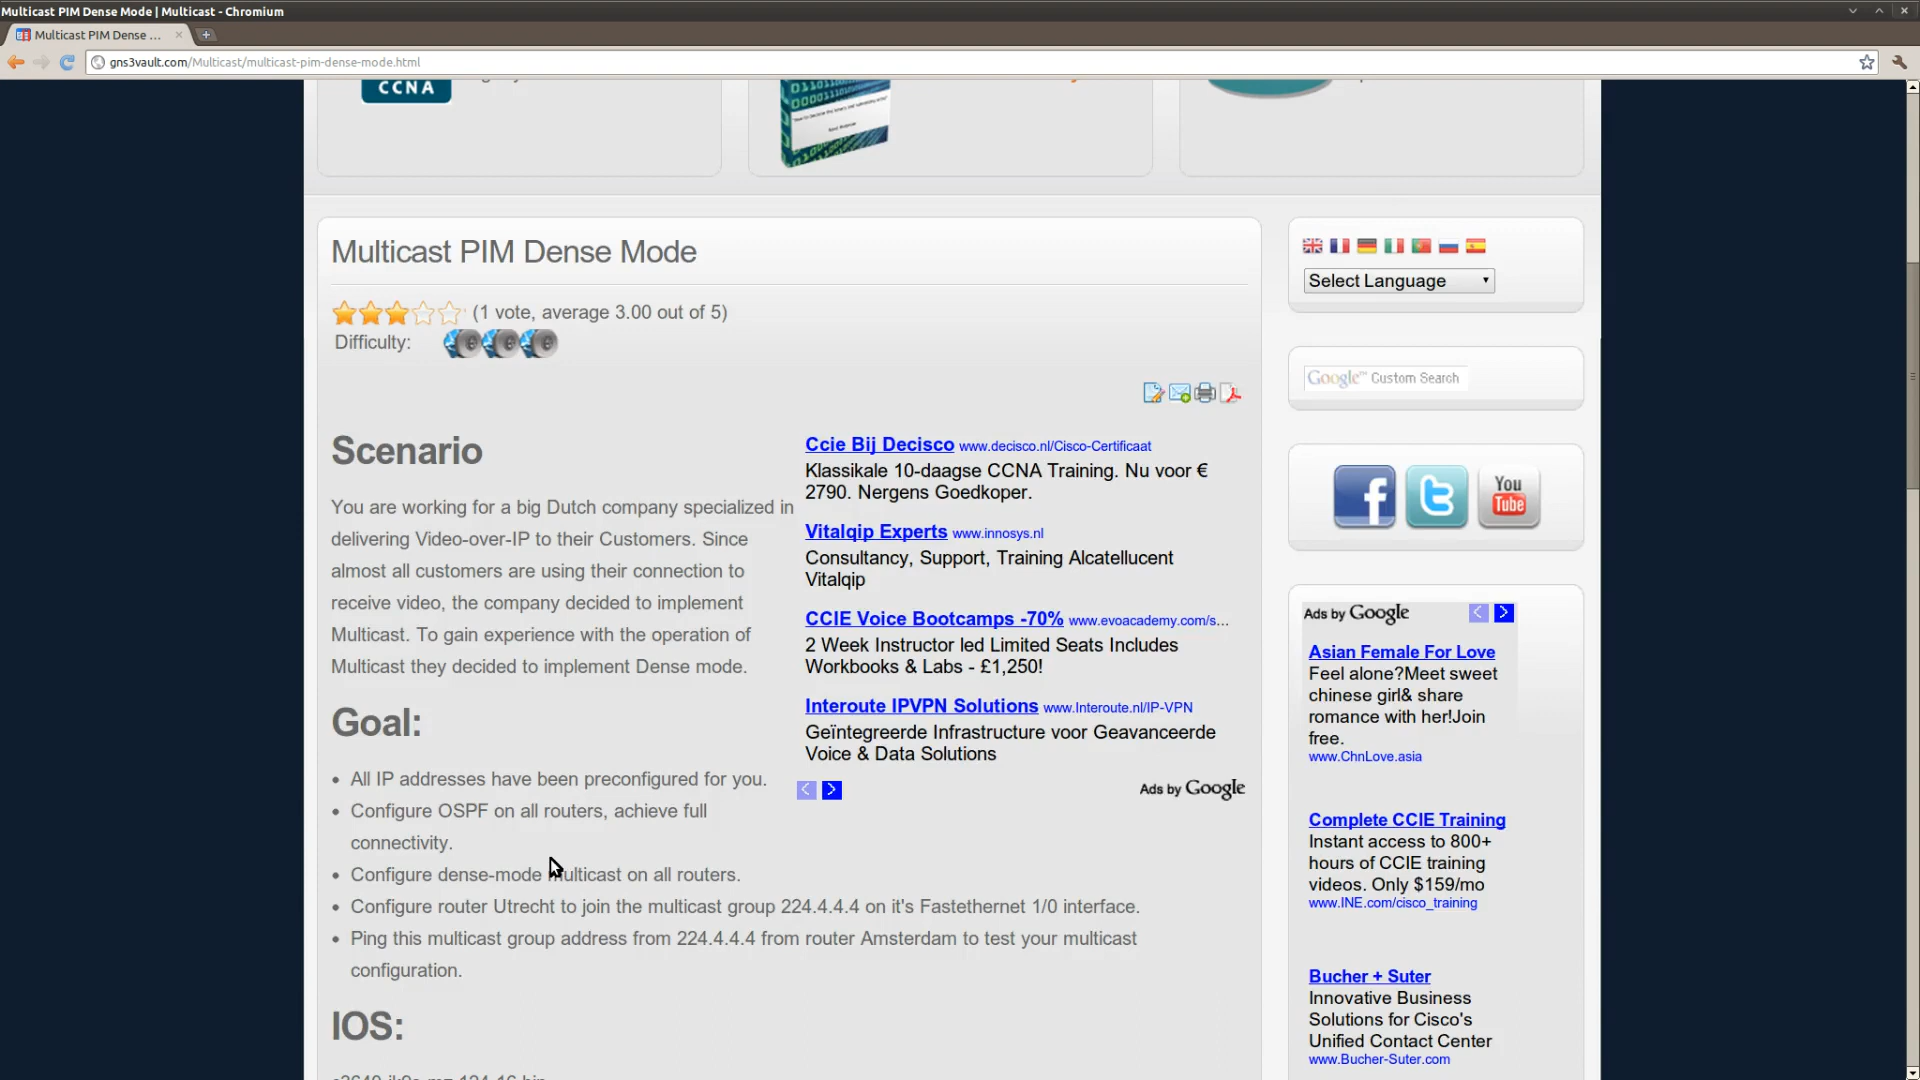 Multicast PIM Dense Mode | Multicast - Chromium
Multicast PIM Dense ...
gns3vault.com/Multicast/multicast-pim-dense-mode.html
CCNA
Multicast PIM Dense Mode
(1 vote, average 3.00 out of 5)
Difficulty:
Scenario
You are working for a big Dutch company specialized in
delivering Video-over-IP to their Customers. Since
almost all customers are using their connection to
receive video, the company decided to implement
Multicast. To gain experience with the operation of
Multicast they decided to implement Dense mode.
Goal:
• All IP addresses have been preconfigured for you.
• Configure OSPF on all routers, achieve full
connectivity.
• Configure dense-mode multicast on all routers.
• Configure router Utrecht to join the multicast group 224.4.4.4 on it's Fastethernet 1/0 interface.
• Ping this multicast group address from 224.4.4.4 from router Amsterdam to test your multicast
configuration.
IOS:
Ccie Bij Decisco www.decisco.nl/Cisco-Certificaat
Klassikale 10-daagse CCNA Training. Nu voor €
2790. Nergens Goedkoper.
Vitalqip Experts www.innosys.nl
Consultancy, Support, Training Alcatellucent
Vitalqip
CCIE Voice Bootcamps -70% www.evoacademy.com/s...
2 Week Instructor led Limited Seats Includes
Workbooks & Labs - £1,250!
Interoute IPVPN Solutions www.Interoute.nl/IP-VPN
Geïntegreerde Infrastructure voor Geavanceerde
Voice & Data Solutions
Ads by Google
Select Language
Google™ Custom Search
You
Tube
Ads by Google
Asian Female For Love
Feel alone?Meet sweet
chinese girl& share
romance with her!Join
free.
www.ChnLove.asia
Complete CCIE Training
Instant access to 800+
hours of CCIE training
videos. Only $159/mo
www.INE.com/cisco_training
Bucher + Suter
Innovative Business
Solutions for Cisco's
Unified Contact Center
www.Bucher-Suter.com